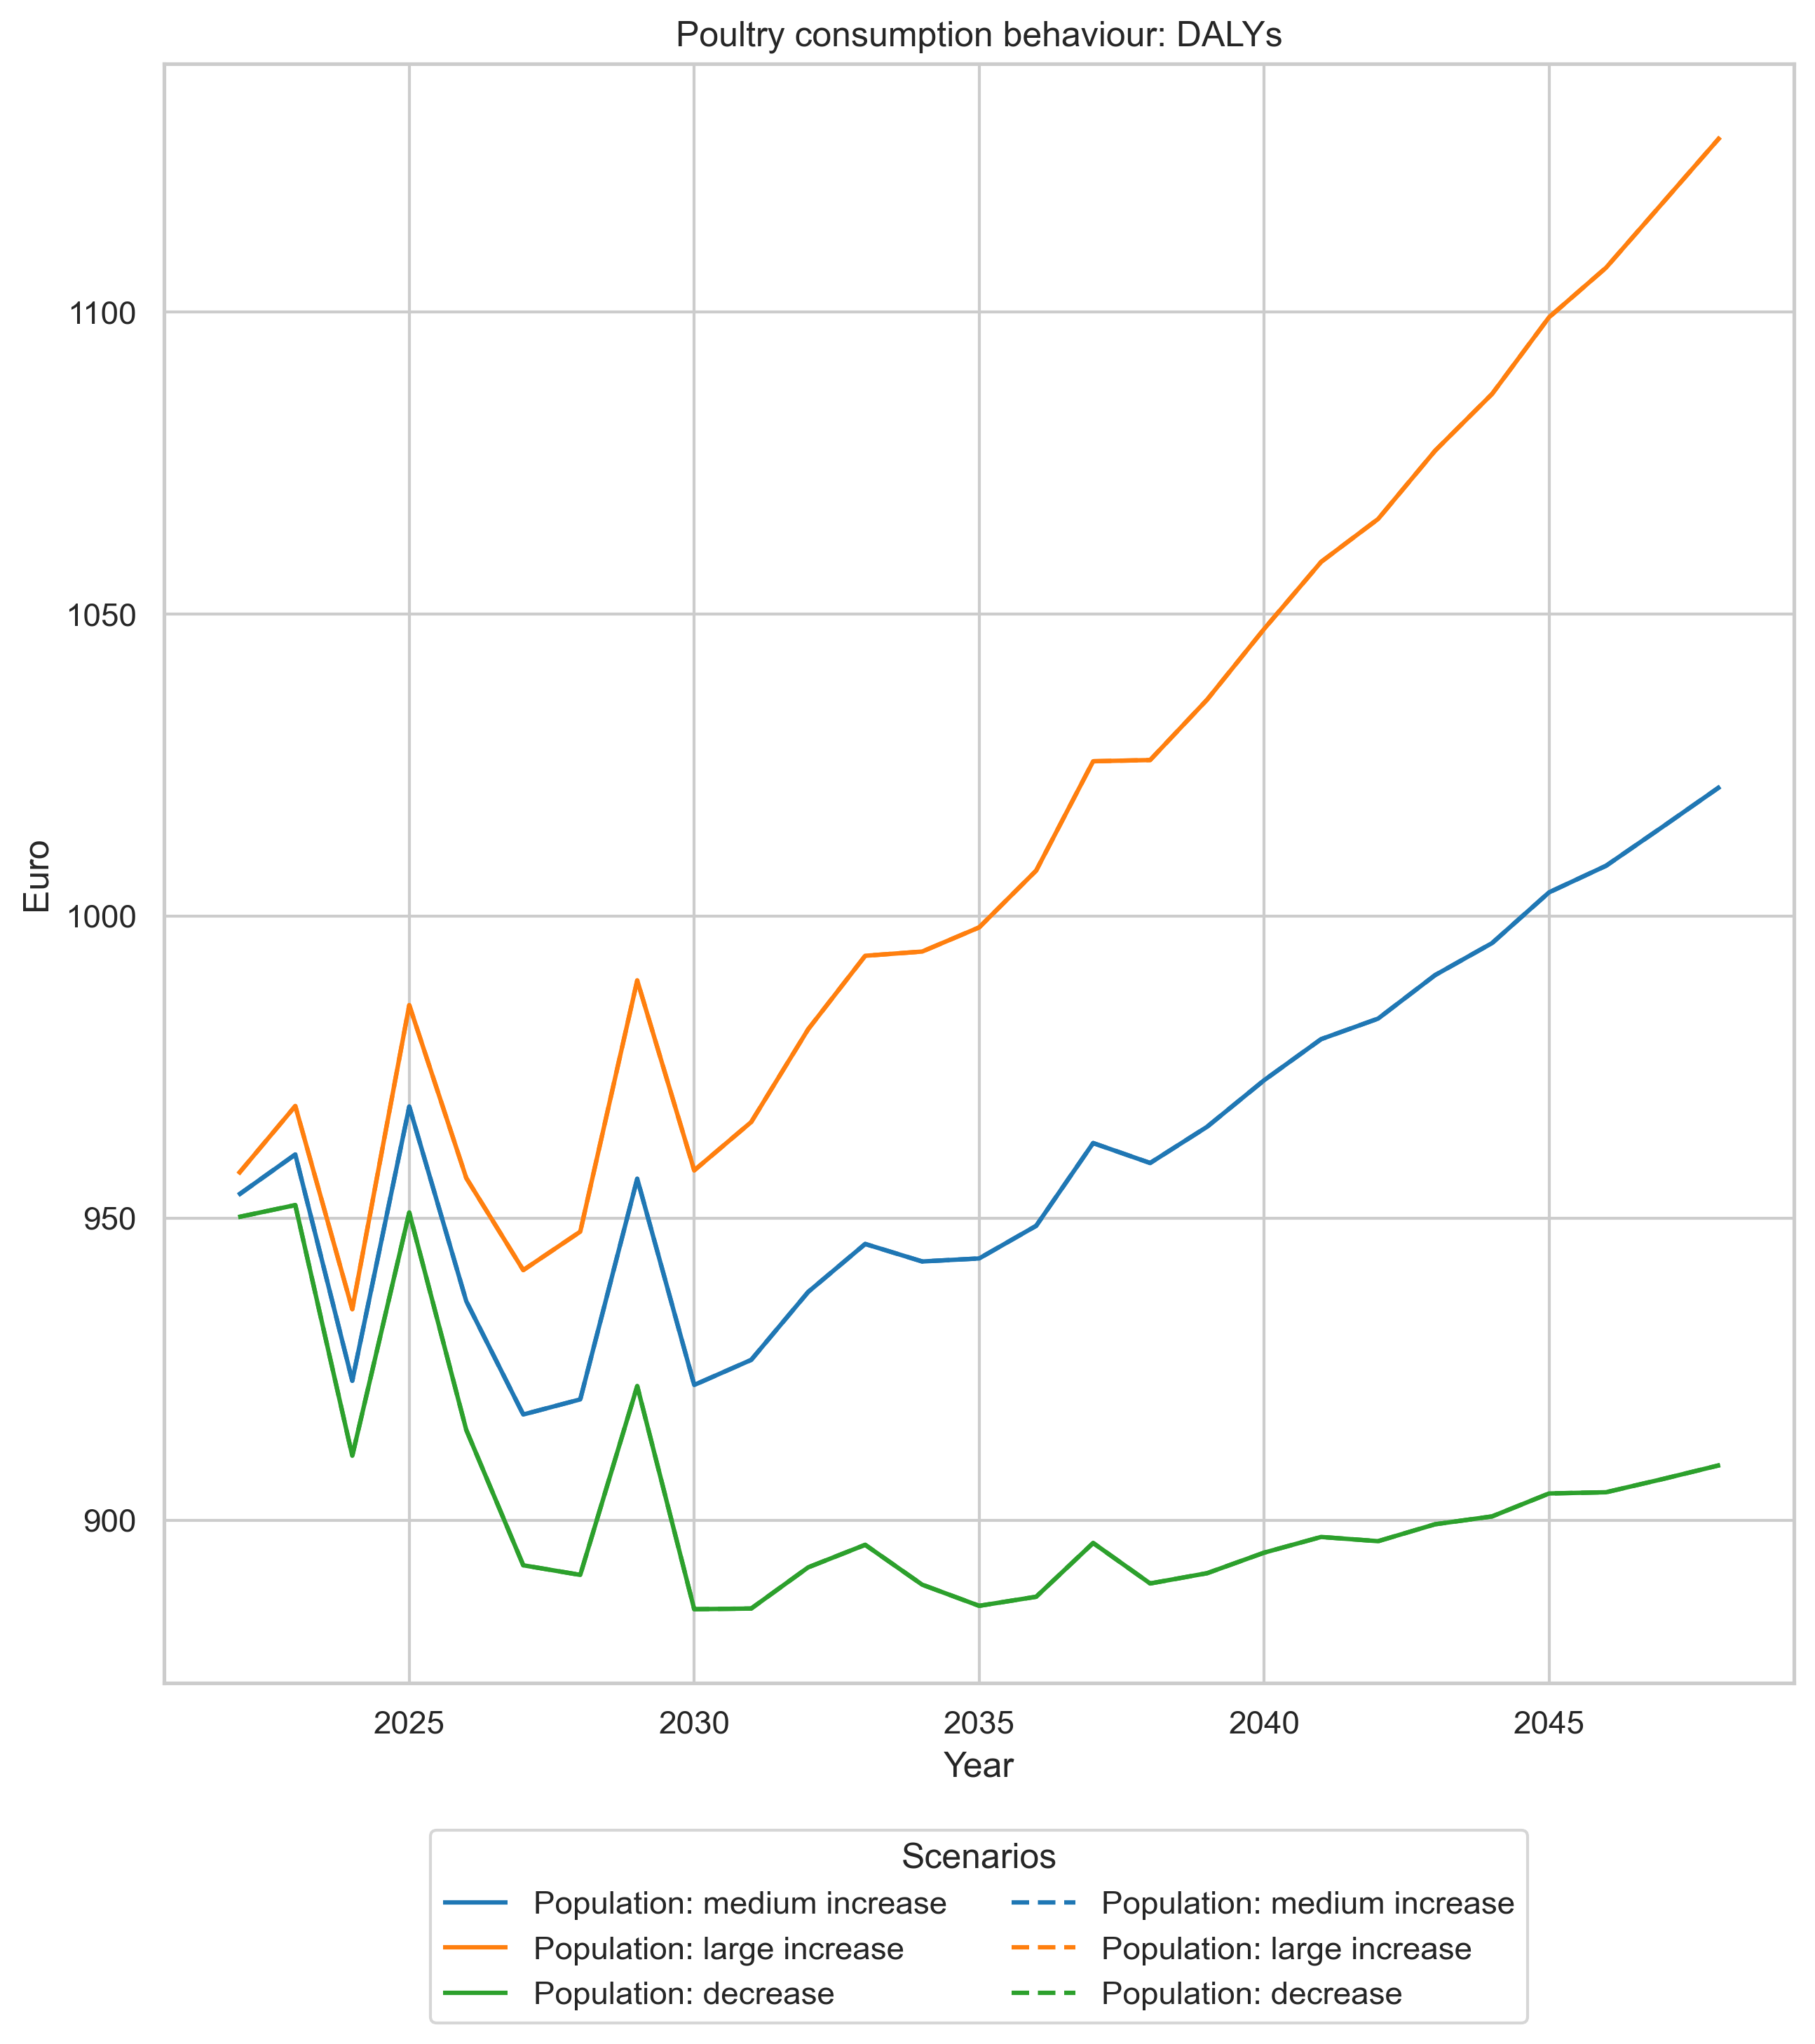 Poultry consumption behaviour: DALYs
Euro
1100
1050
1000
950
900
2025 2030 2035 2040 2045
Year
Scenarios
Population: medium increase Population: medium increase
Population: large increase Population: large increase
Population: decrease Population: decrease